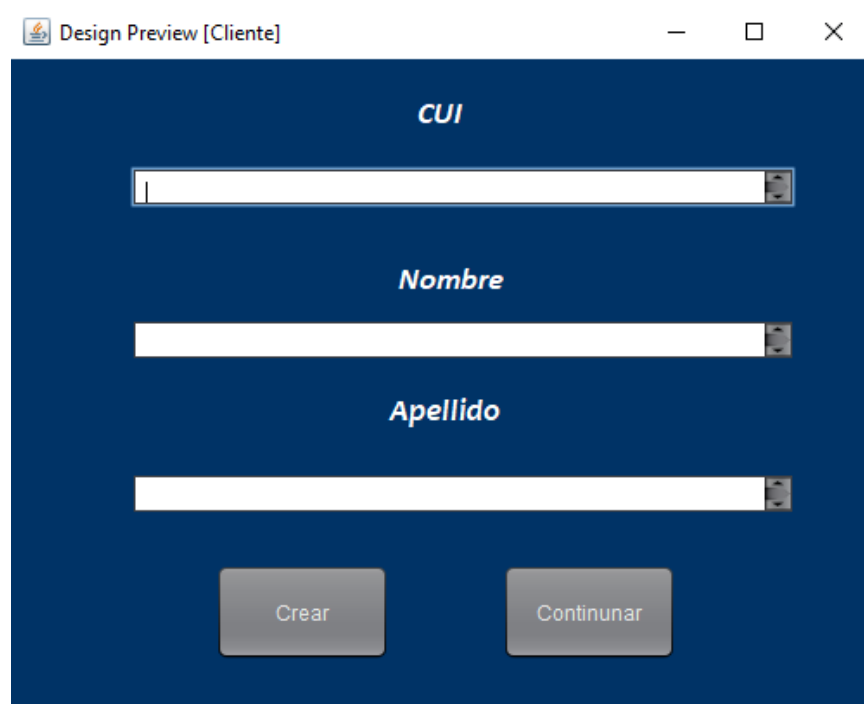 Design Preview [Cliente]
CUI
Nombre
Apellido
Crear
Continunar